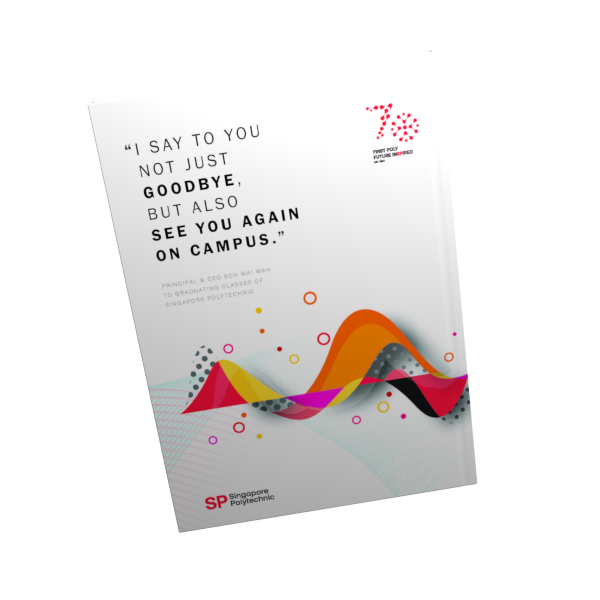 “I SAY TO YOU
NOT JUST
GOODBYE,
BUT ALSO
SEE YOU AGAIN
ON CAMPUS.”
PRINCIPAL & CEO SOH WAI WAH
TO GRADUATING CLASSES OF
SINGAPORE POLYTECHNIC
70
FIRST POLY
FUTURE INSPIRED
SP Singapore
Polytechnic